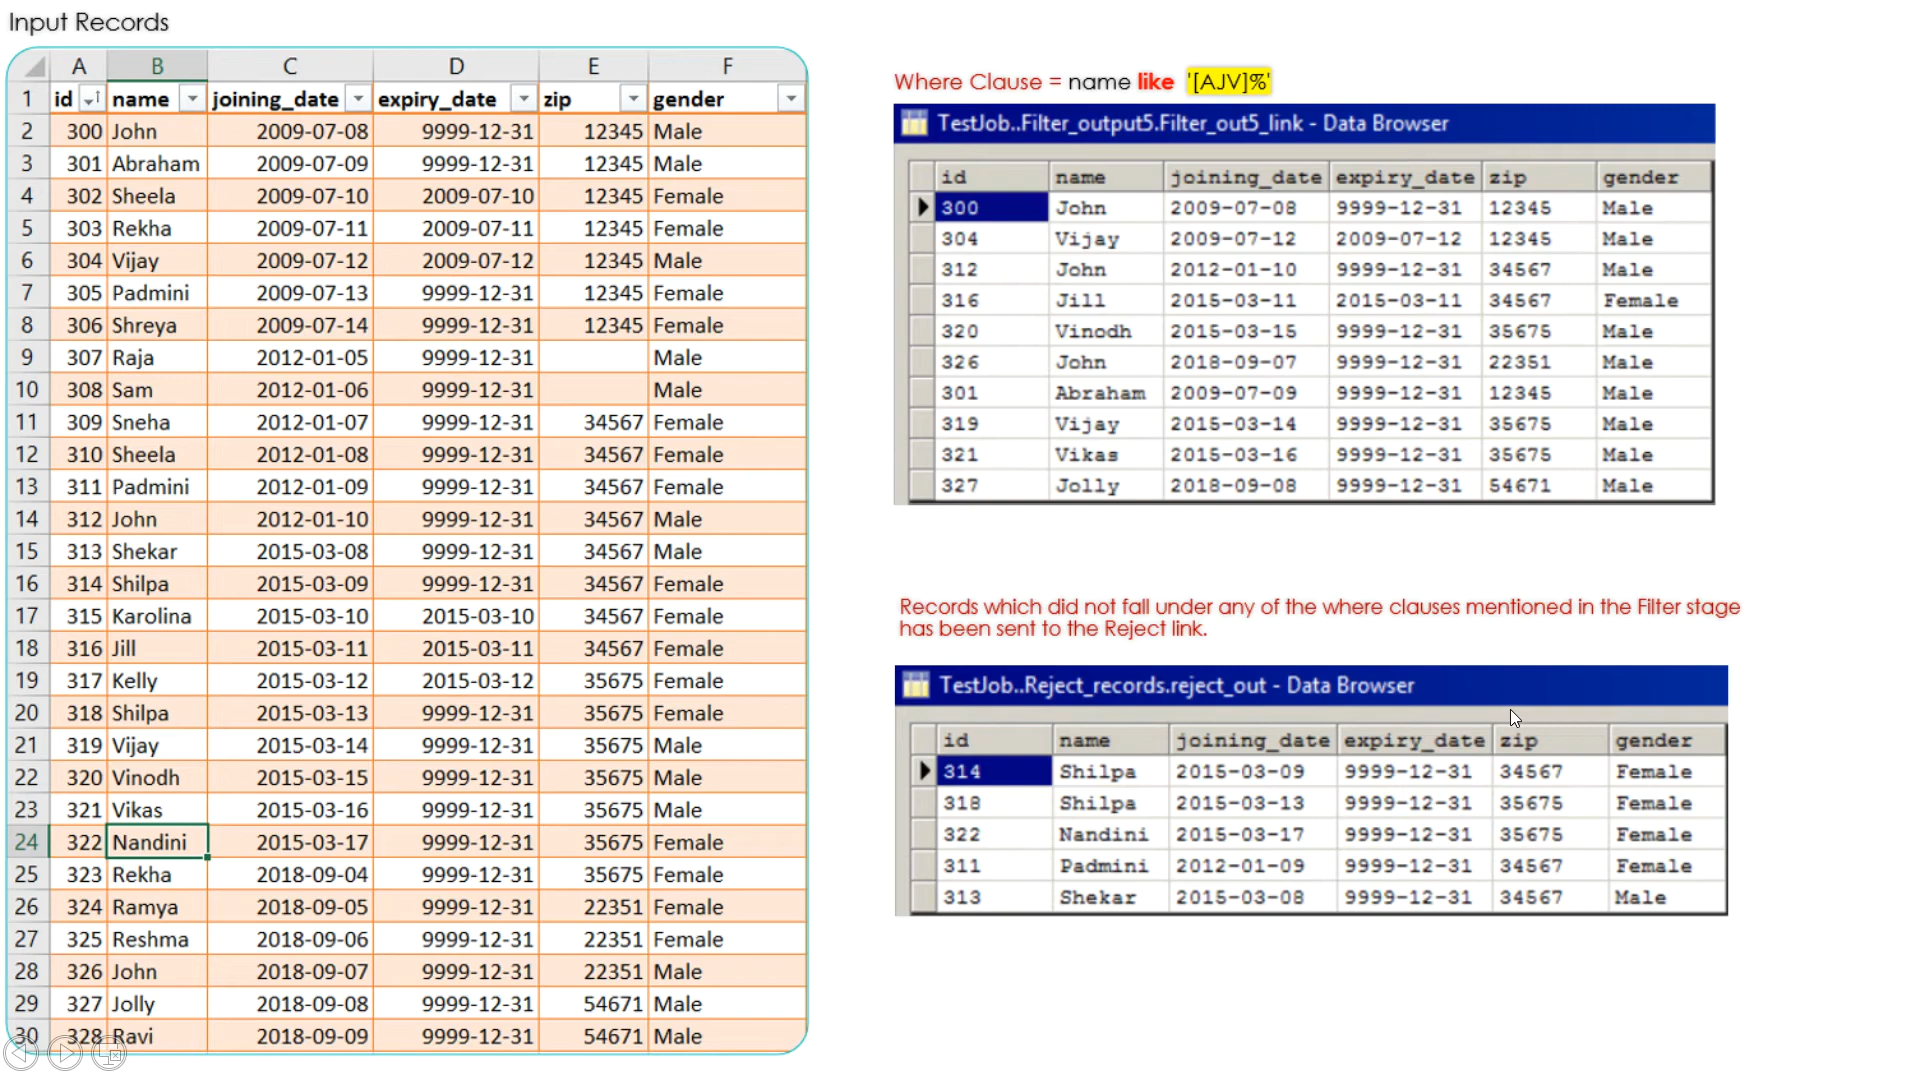 Input Records
A B C D E F
1 id name joining_date expiry_date zip gender
2 300 John 2009-07-08 9999-12-31 12345 Male
3 301 Abraham 2009-07-09 9999-12-31 12345 Male
4 302 Sheela 2009-07-10 2009-07-10 12345 Female
5 303 Rekha 2009-07-11 2009-07-11 12345 Female
6 304 Vijay 2009-07-12 2009-07-12 12345 Male
7 305 Padmini 2009-07-13 9999-12-31 12345 Female
8 306 Shreya 2009-07-14 9999-12-31 12345 Female
9 307 Raja 2012-01-05 9999-12-31 Male
10 308 Sam 2012-01-06 9999-12-31 Male
11 309 Sneha 2012-01-07 9999-12-31 34567 Female
12 310 Sheela 2012-01-08 9999-12-31 34567 Female
13 311 Padmini 2012-01-09 9999-12-31 34567 Female
14 312 John 2012-01-10 9999-12-31 34567 Male
15 313 Shekar 2015-03-08 9999-12-31 34567 Male
16 314 Shilpa 2015-03-09 9999-12-31 34567 Female
17 315 Karolina 2015-03-10 2015-03-10 34567 Female
18 316 Jill 2015-03-11 2015-03-11 34567 Female
19 317 Kelly 2015-03-12 2015-03-12 35675 Female
20 318 Shilpa 2015-03-13 9999-12-31 35675 Female
21 319 Vijay 2015-03-14 9999-12-31 35675 Male
22 320 Vinodh 2015-03-15 9999-12-31 35675 Male
23 321 Vikas 2015-03-16 9999-12-31 35675 Male
24 322 Nandini 2015-03-17 9999-12-31 35675 Female
25 323 Rekha 2018-09-04 9999-12-31 35675 Female
26 324 Ramya 2018-09-05 9999-12-31 22351 Female
27 325 Reshma 2018-09-06 9999-12-31 22351 Female
28 326 John 2018-09-07 9999-12-31 22351 Male
29 327 Jolly 2018-09-08 9999-12-31 54671 Male
30 328 Ravi 2018-09-09 9999-12-31 54671 Male
Where Clause = name like '[AJV]%'
TestJob..Filter_output5.Filter_out5_link - Data Browser
id name joining_date expiry_date zip gender
300 John 2009-07-08 9999-12-31 12345 Male
304 Vijay 2009-07-12 2009-07-12 12345 Male
312 John 2012-01-10 9999-12-31 34567 Male
316 Jill 2015-03-11 2015-03-11 34567 Female
320 Vinodh 2015-03-15 9999-12-31 35675 Male
326 John 2018-09-07 9999-12-31 22351 Male
301 Abraham 2009-07-09 9999-12-31 12345 Male
319 Vijay 2015-03-14 9999-12-31 35675 Male
321 Vikas 2015-03-16 9999-12-31 35675 Male
327 Jolly 2018-09-08 9999-12-31 54671 Male
Records which did not fall under any of the where clauses mentioned in the Filter stage
has been sent to the Reject link.
TestJob..Reject_records.reject_out - Data Browser
id name joining_date expiry_date zip gender
314 Shilpa 2015-03-09 9999-12-31 34567 Female
318 Shilpa 2015-03-13 9999-12-31 35675 Female
322 Nandini 2015-03-17 9999-12-31 35675 Female
311 Padmini 2012-01-09 9999-12-31 34567 Female
313 Shekar 2015-03-08 9999-12-31 34567 Male